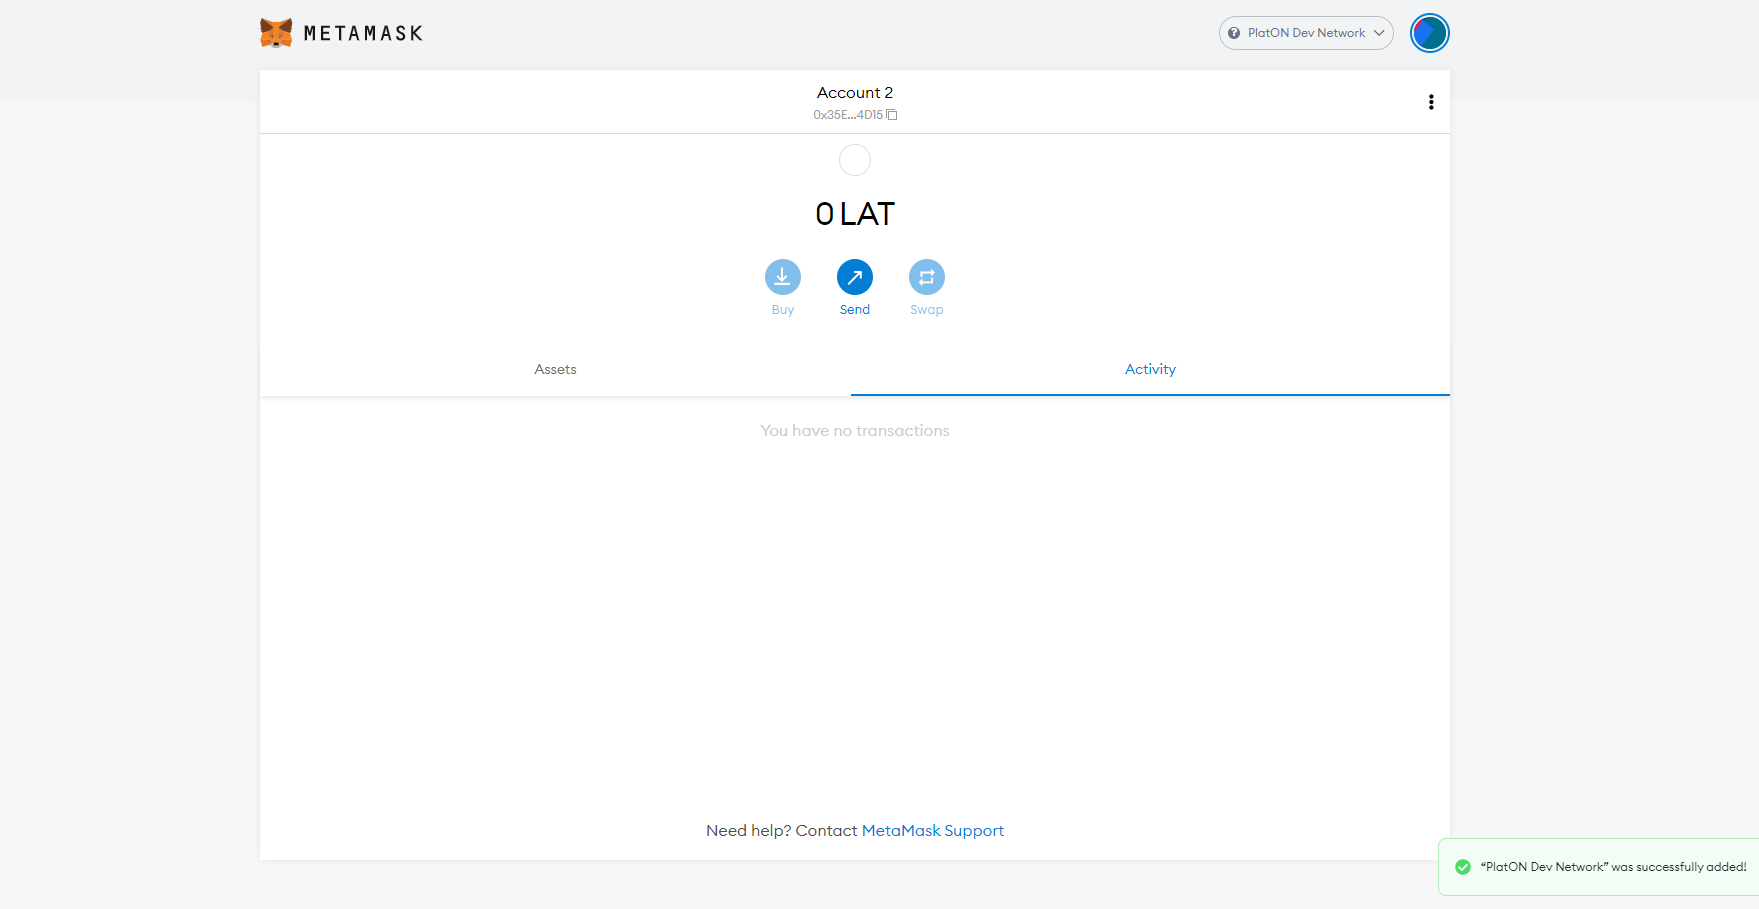 METAMASK
PlatON Dev Network
Account 2
0x35E...4D15
0 LAT
Buy
Send
Swap
Assets
Activity
You have no transactions
Need help? Contact MetaMask Support
“PlatON Dev Network” was successfully added!